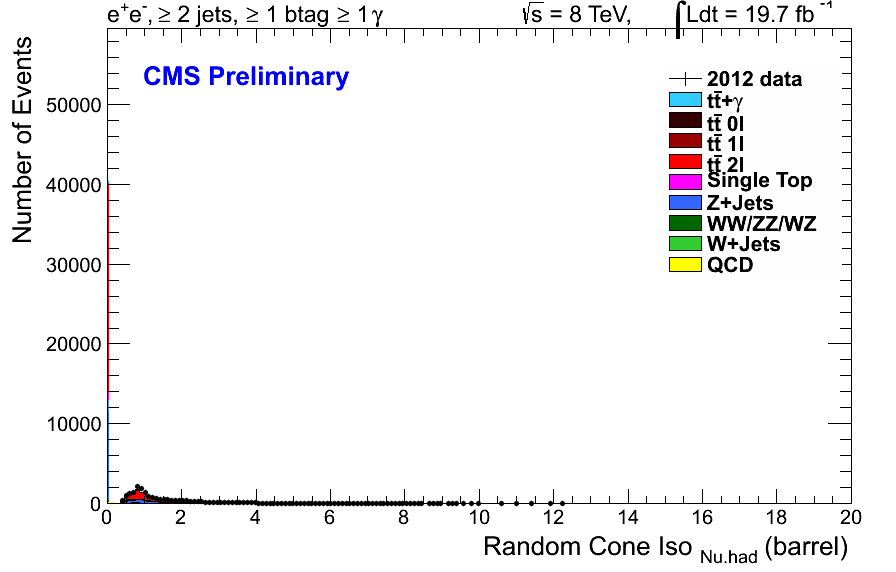 e⁺e⁻, ≥ 2 jets, ≥ 1 btag ≥ 1 γ √s = 8 TeV, ∫Ldt = 19.7 fb⁻¹
CMS Preliminary
2012 data
tt̄+γ
tt̄ 0l
tt̄ 1l
tt̄ 2l
Single Top
Z+Jets
WW/ZZ/WZ
W+Jets
QCD
Number of Events
50000
40000
30000
20000
10000
0
0 2 4 6 8 10 12 14 16 18 20
Random Cone Iso Nu.had (barrel)